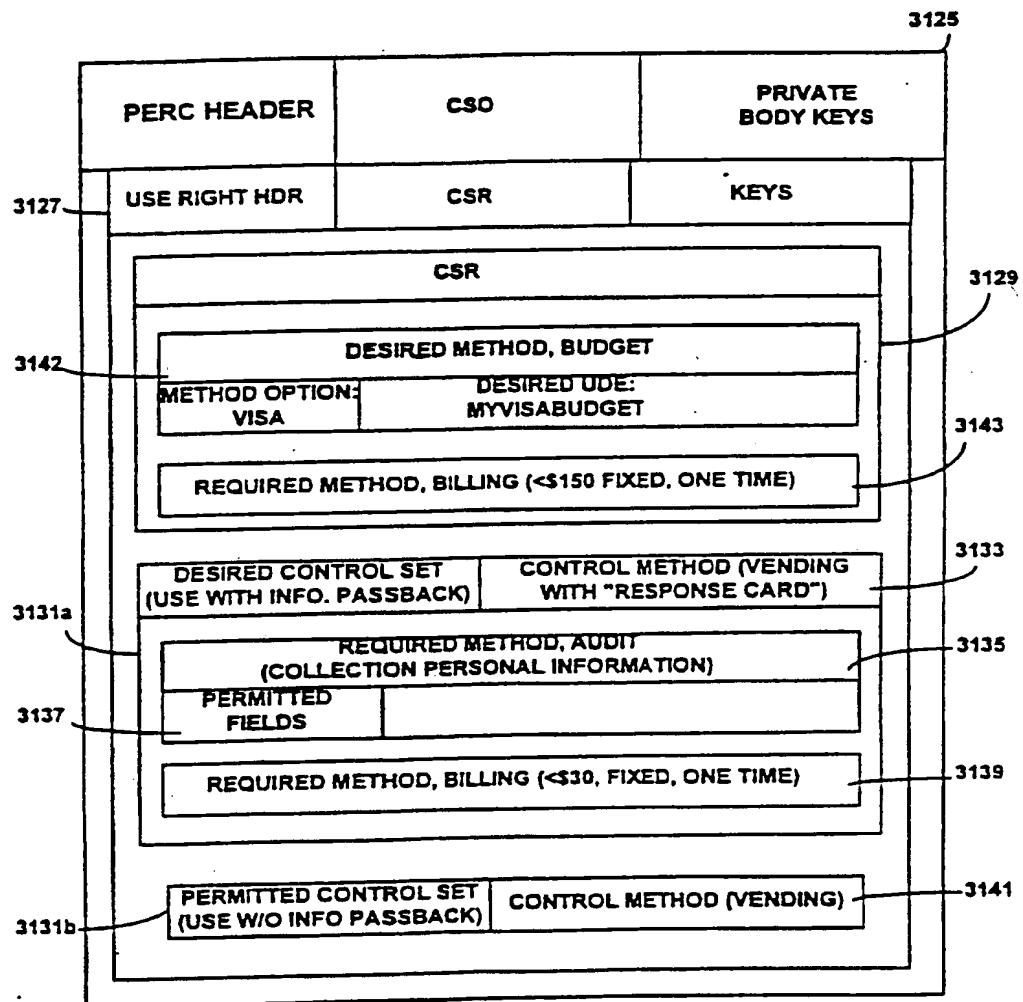 3125
PERC HEADER
CSO
PRIVATE
BODY KEYS
3127
USE RIGHT HDR
CSR
KEYS
CSR
3129
3142
DESIRED METHOD, BUDGET
METHOD OPTION:
VISA
DESIRED UDE:
MYVISABUDGET
3143
REQUIRED METHOD, BILLING (<$150 FIXED, ONE TIME)
3133
DESIRED CONTROL SET
(USE WITH INFO. PASSBACK)
CONTROL METHOD (VENDING
WITH "RESPONSE CARD")
3131a
REQUIRED METHOD, AUDIT
(COLLECTION PERSONAL INFORMATION)
3135
3137
PERMITTED
FIELDS
REQUIRED METHOD, BILLING (<$30, FIXED, ONE TIME)
3139
3131b
PERMITTED CONTROL SET
(USE W/O INFO PASSBACK)
CONTROL METHOD (VENDING)
3141